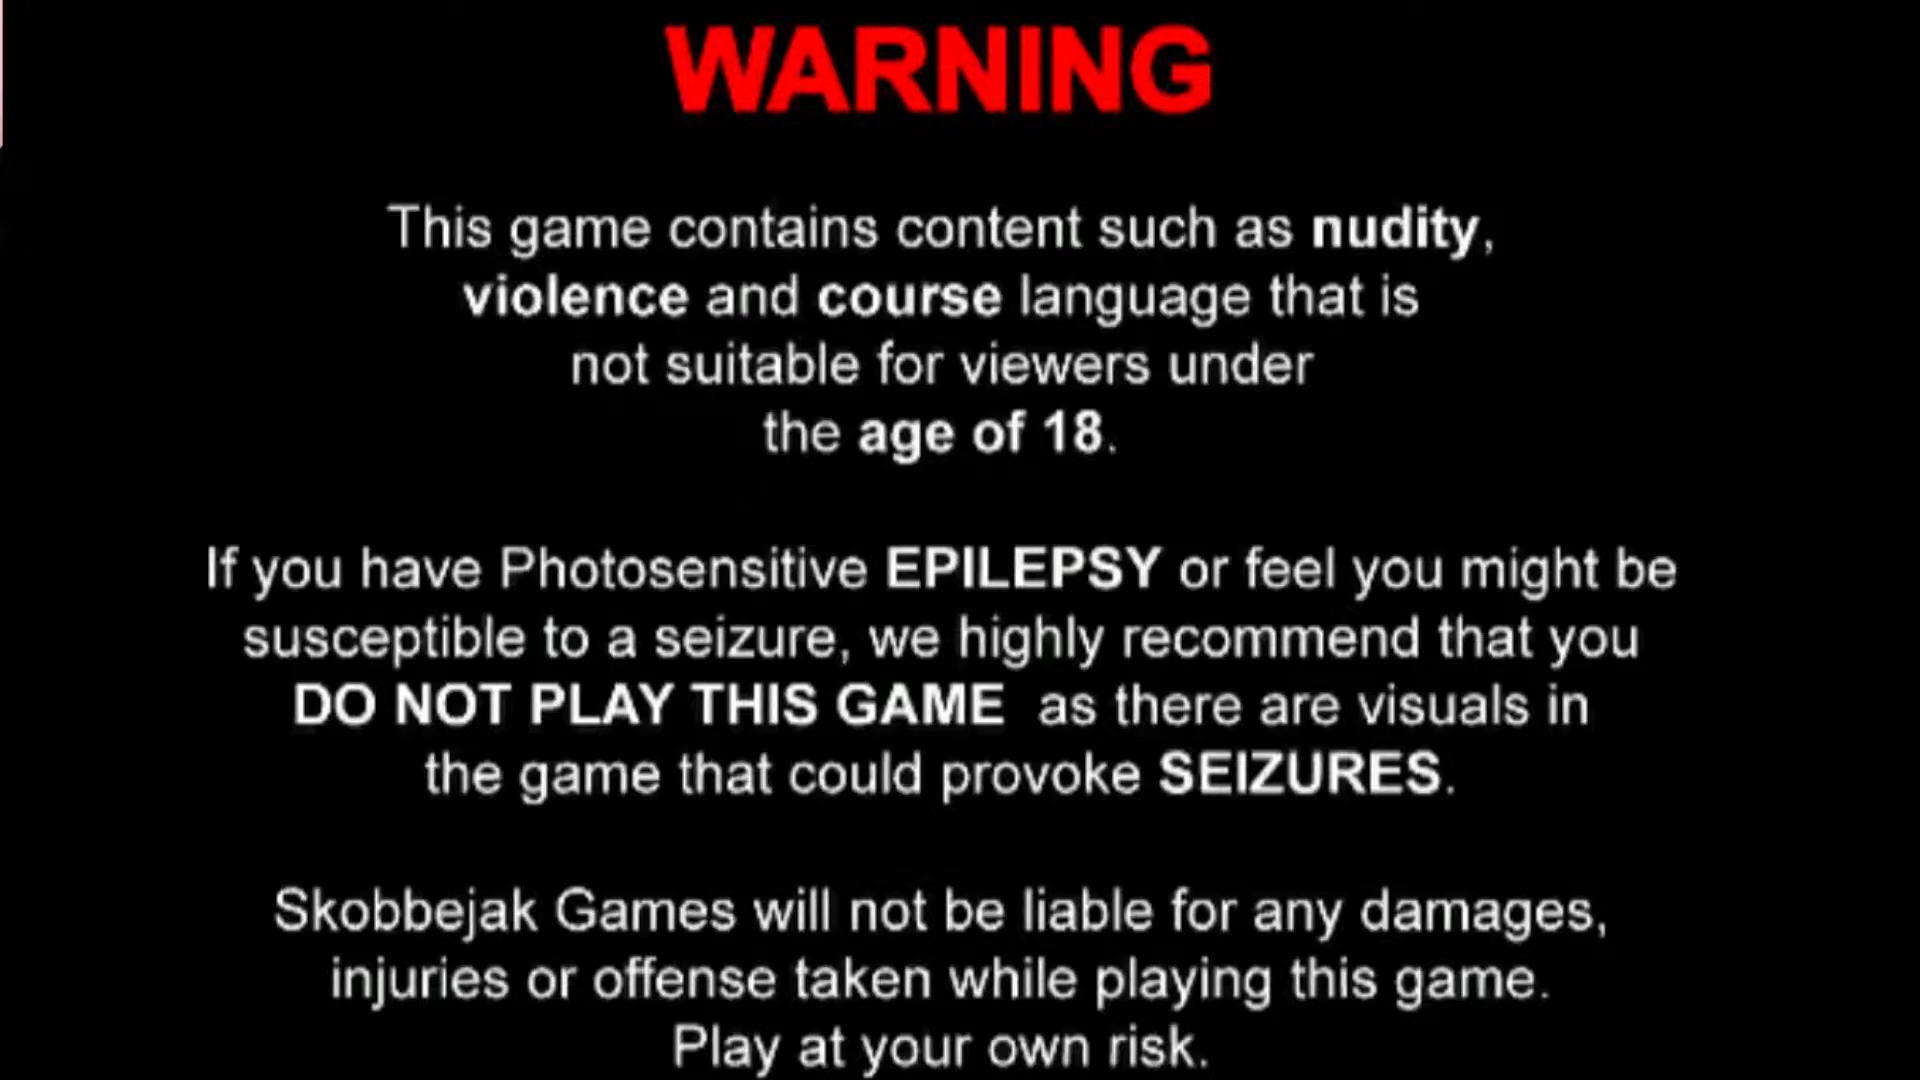 WARNING
This game contains content such as nudity,
violence and course language that is
not suitable for viewers under
the age of 18.
If you have Photosensitive EPILEPSY or feel you might be
susceptible to a seizure, we highly recommend that you
DO NOT PLAY THIS GAME as there are visuals in
the game that could provoke SEIZURES.
Skobbejak Games will not be liable for any damages,
injuries or offense taken while playing this game.
Play at your own risk.